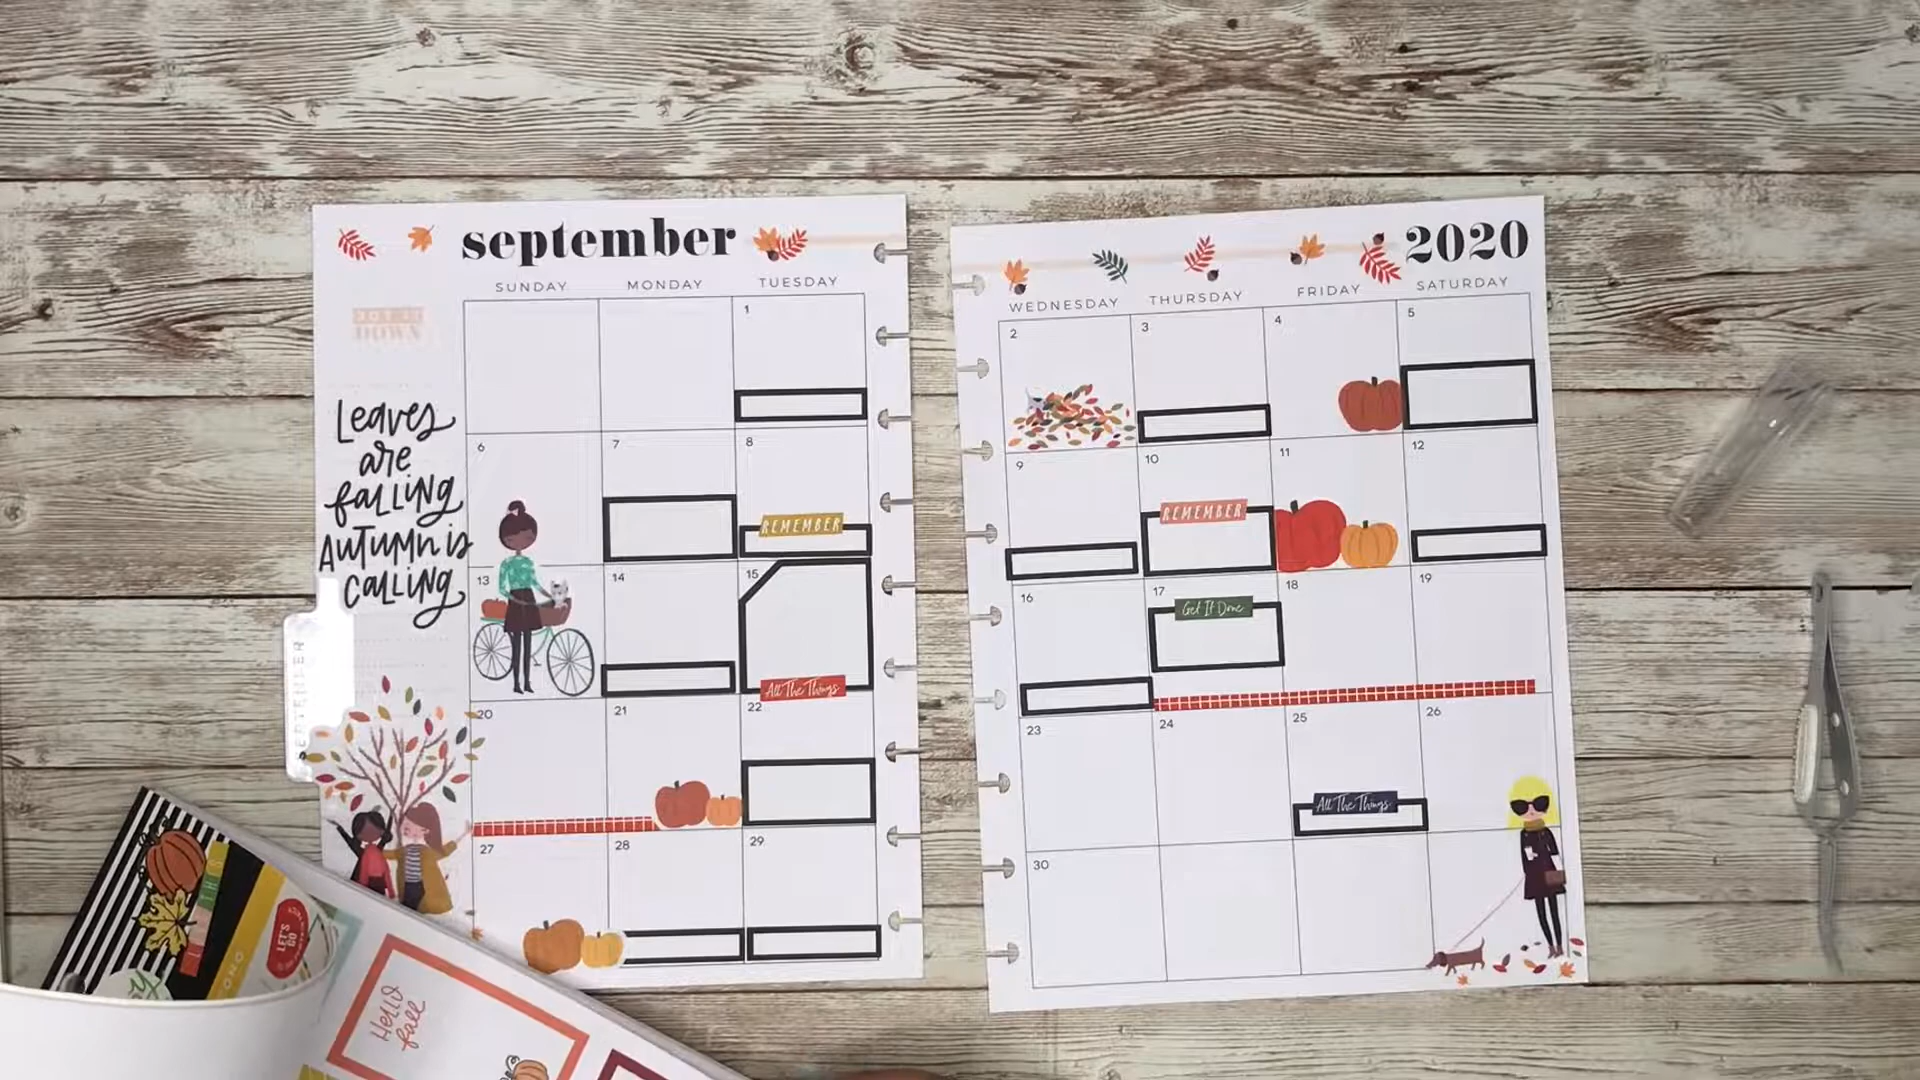 september
2020
SUNDAY MONDAY TUESDAY
WEDNESDAY THURSDAY FRIDAY SATURDAY
1
2 3 4 5
Leaves
are
falling
Autumn is
calling
6 7 8
REMEMBER
9 10 11 12
REMEMBER
13 14 15
All The Things
16 17 18 19
Get It Done
20 21 22
23 24 25 26
All The Things
27 28 29
30
SEPTEMBER
LET'S
GO
Hello
fall